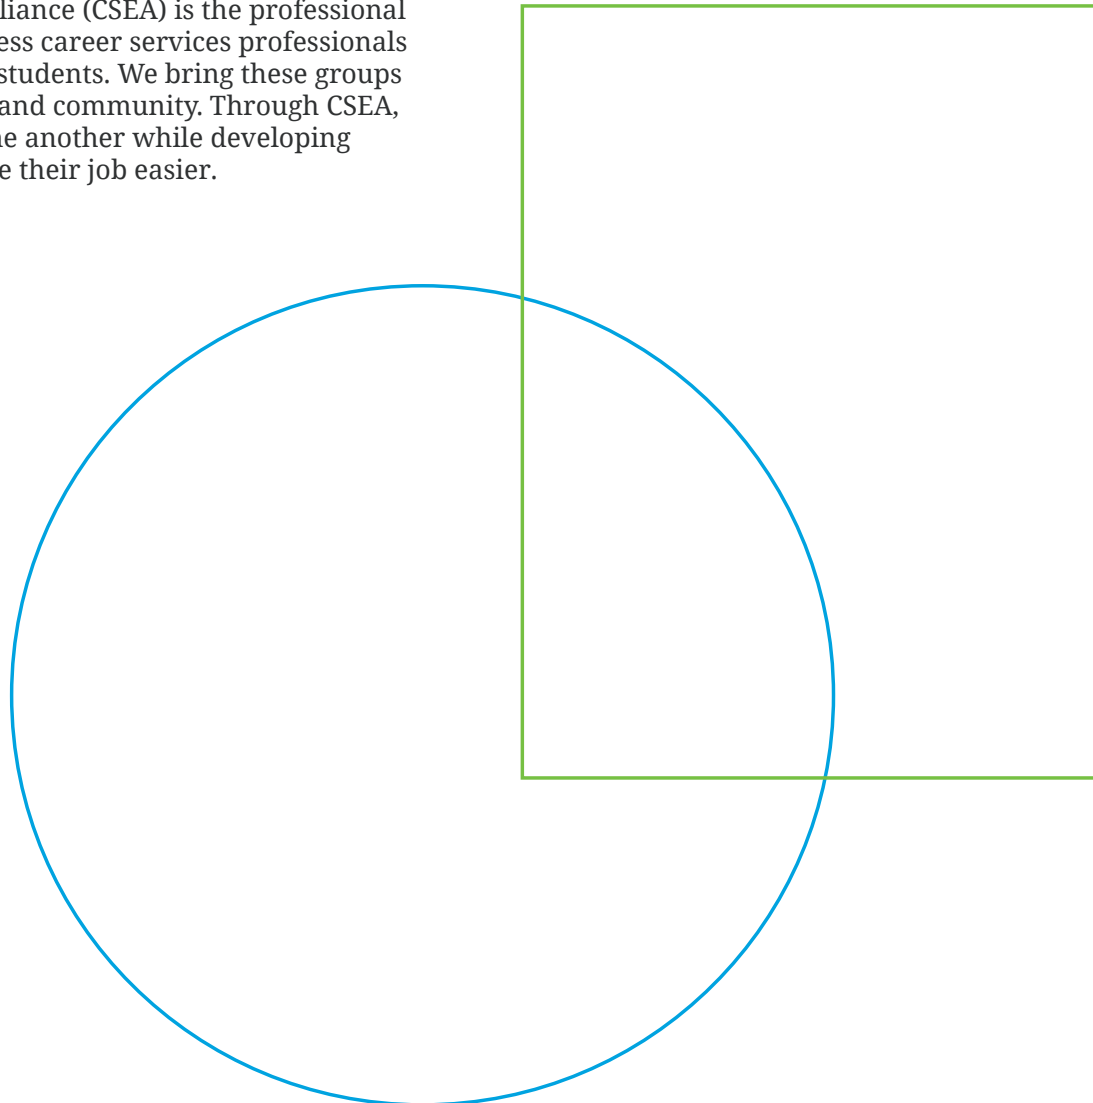 liance (CSEA) is the professional
ess career services professionals
students. We bring these groups
and community. Through CSEA,
ne another while developing
e their job easier.